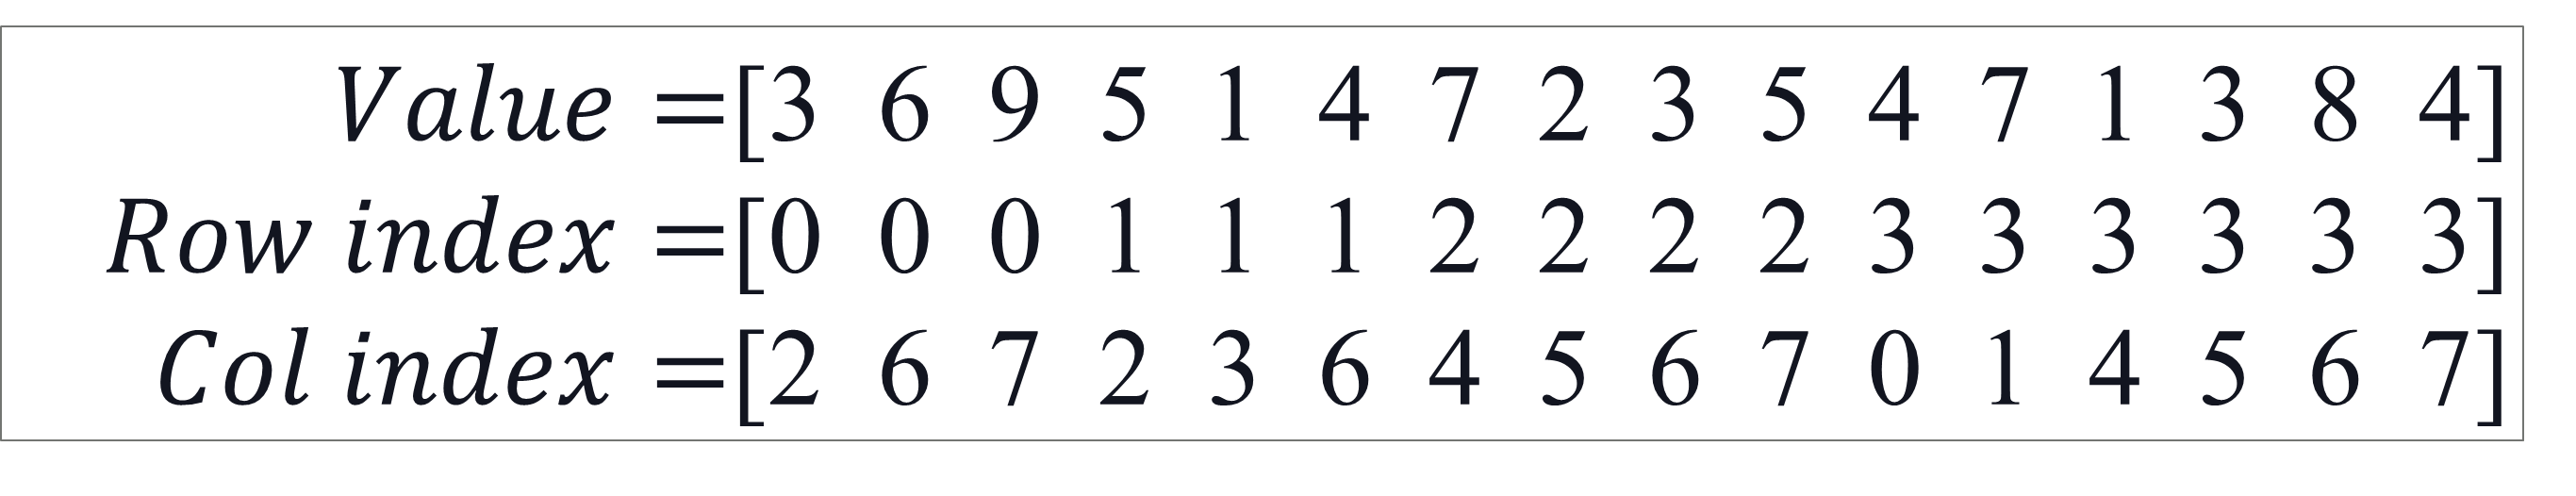 Value =[3 6 9 5 1 4 7 2 3 5 4 7 1 3 8 4]
Row index =[0 0 0 1 1 1 2 2 2 2 3 3 3 3 3 3]
Col index =[2 6 7 2 3 6 4 5 6 7 0 1 4 5 6 7]